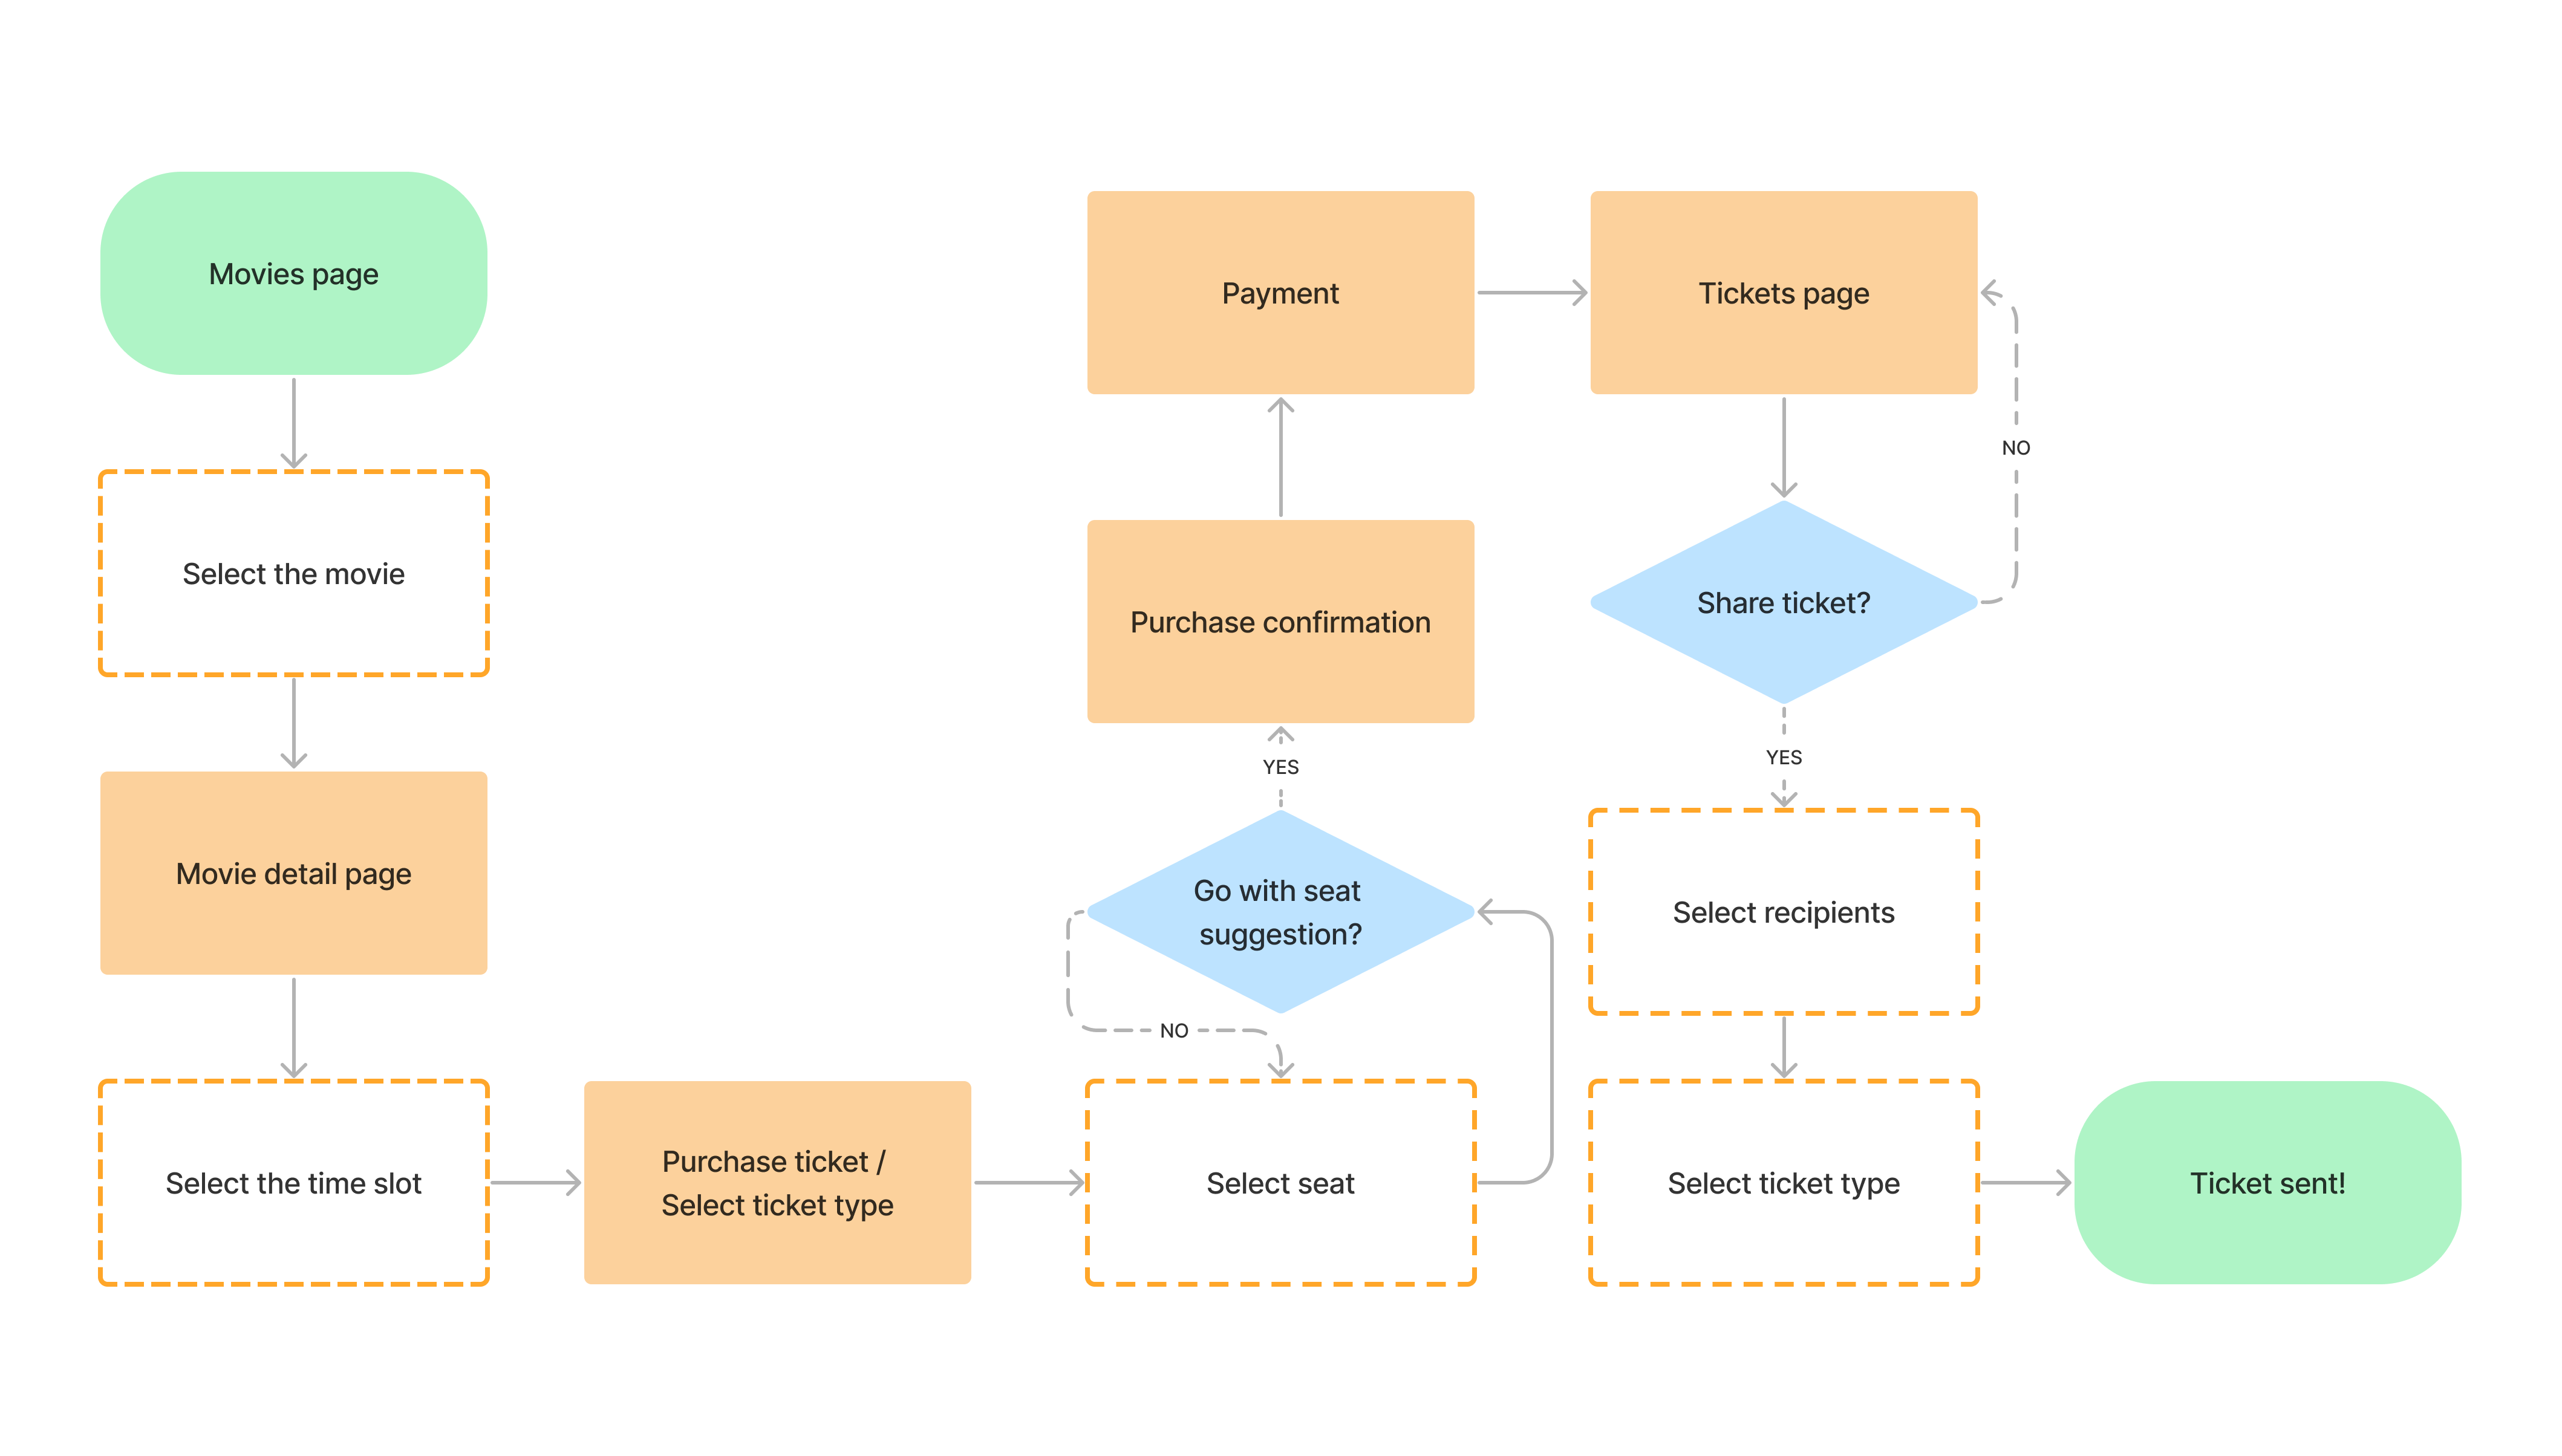 Movies page
Select the movie
Movie detail page
Select the time slot
Purchase ticket /
Select ticket type
Select seat
NO
Go with seat
suggestion?
YES
Purchase confirmation
Payment
Tickets page
NO
Share ticket?
YES
Select recipients
Select ticket type
Ticket sent!